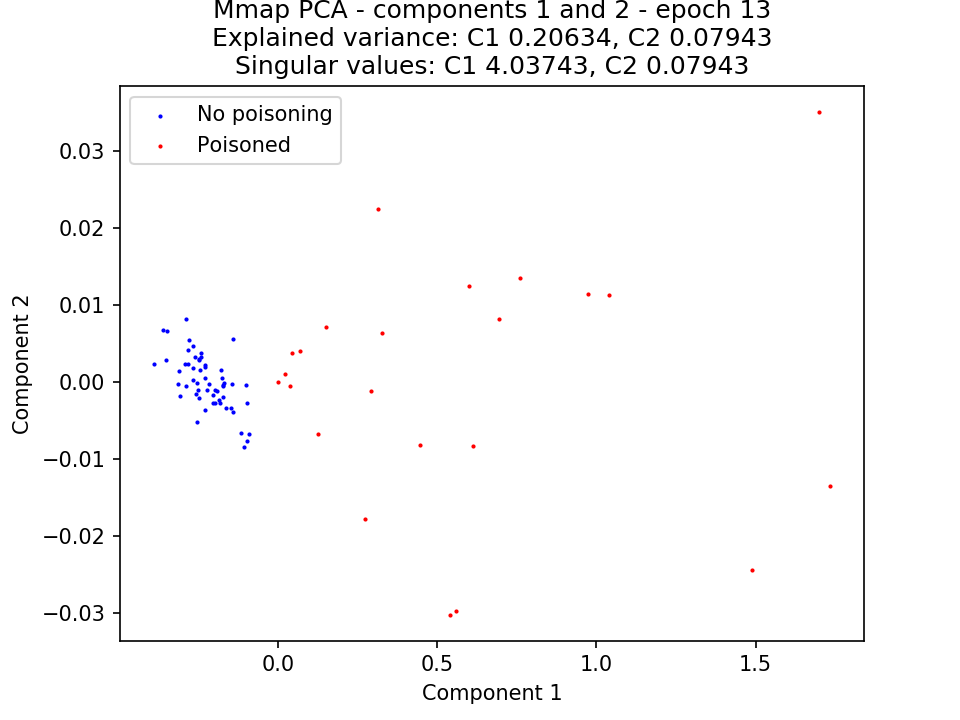 Mmap PCA - components 1 and 2 - epoch 13
Explained variance: C1 0.20634, C2 0.07943
Singular values: C1 4.03743, C2 0.07943
No poisoning
Poisoned
0.03
0.02
0.01
0.00
−0.01
−0.02
−0.03
Component 2
0.0 0.5 1.0 1.5
Component 1